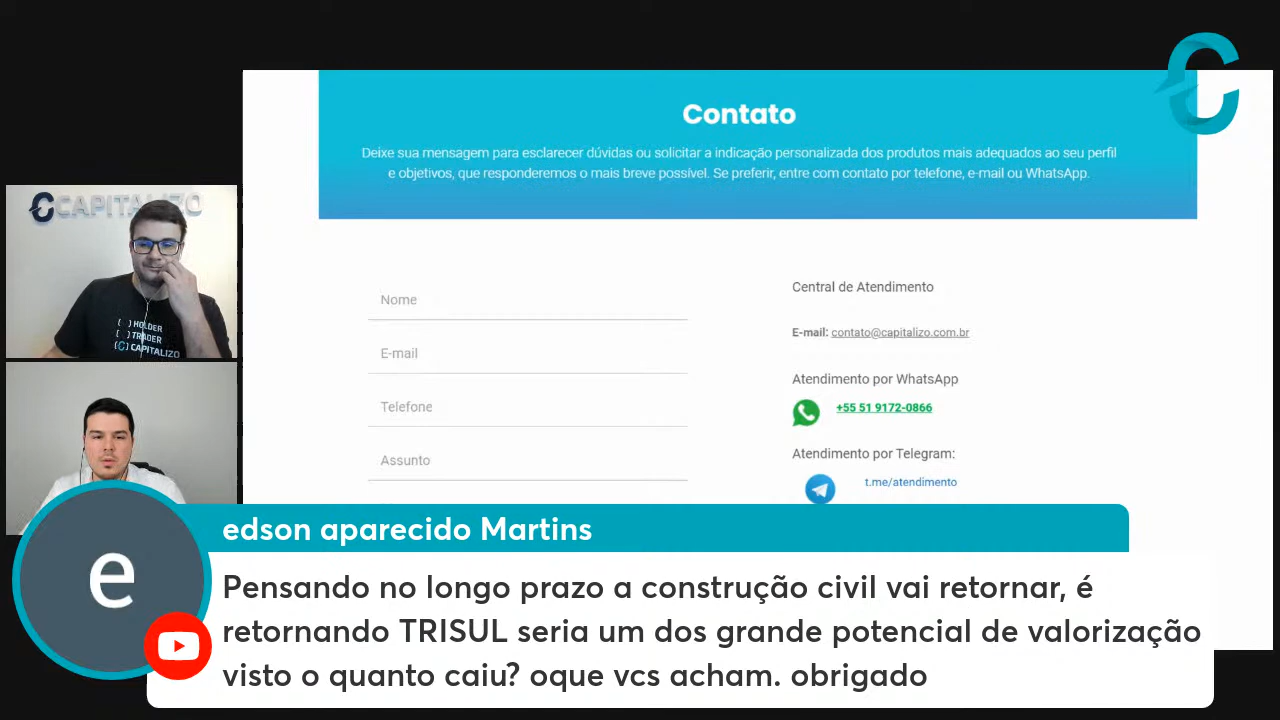 Contato
Deixe sua mensagem para esclarecer dúvidas ou solicitar a indicação personalizada dos produtos mais adequados ao seu perfil
e objetivos, que responderemos o mais breve possível. Se preferir, entre com contato por telefone, e-mail ou WhatsApp.
CAPITALIZO
( ) HOLDER
( ) TRADER
(C) CAPITALIZO
Nome
E-mail
Telefone
Assunto
Central de Atendimento
E-mail: contato@capitalizo.com.br
Atendimento por WhatsApp
+55 51 9172-0866
Atendimento por Telegram:
t.me/atendimento
e
edson aparecido Martins
Pensando no longo prazo a construção civil vai retornar, é
retornando TRISUL seria um dos grande potencial de valorização
visto o quanto caiu? oque vcs acham. obrigado